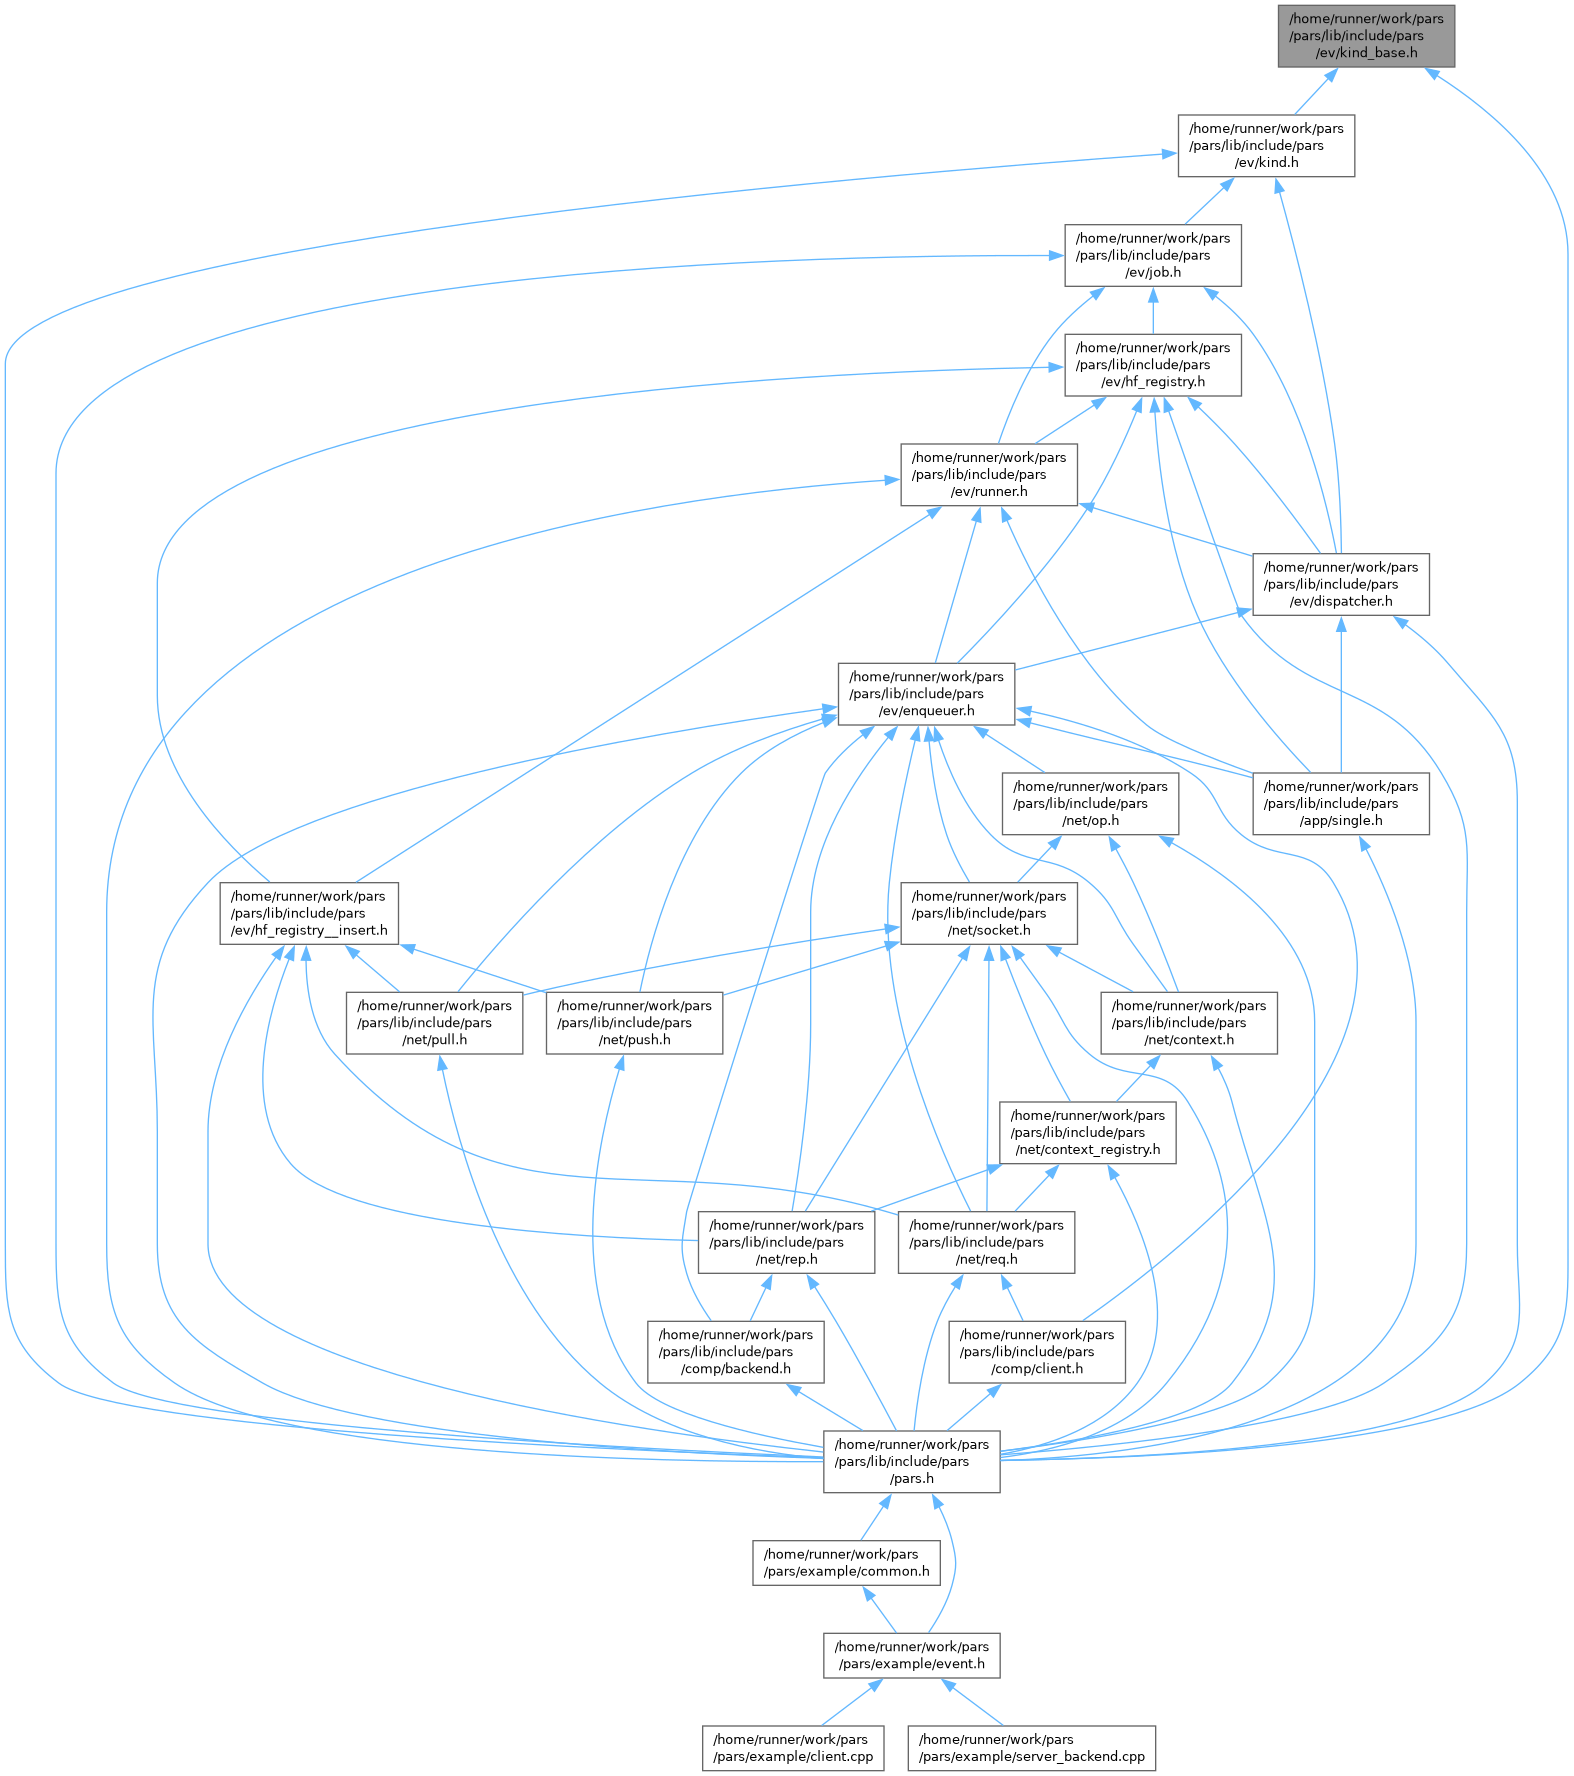 /home/runner/work/pars
/pars/lib/include/pars
/ev/kind_base.h
/home/runner/work/pars
/pars/lib/include/pars
/ev/kind.h
/home/runner/work/pars
/pars/lib/include/pars
/ev/job.h
/home/runner/work/pars
/pars/lib/include/pars
/ev/hf_registry.h
/home/runner/work/pars
/pars/lib/include/pars
/ev/runner.h
/home/runner/work/pars
/pars/lib/include/pars
/ev/dispatcher.h
/home/runner/work/pars
/pars/lib/include/pars
/ev/enqueuer.h
/home/runner/work/pars
/pars/lib/include/pars
/net/op.h
/home/runner/work/pars
/pars/lib/include/pars
/app/single.h
/home/runner/work/pars
/pars/lib/include/pars
/ev/hf_registry__insert.h
/home/runner/work/pars
/pars/lib/include/pars
/net/socket.h
/home/runner/work/pars
/pars/lib/include/pars
/net/pull.h
/home/runner/work/pars
/pars/lib/include/pars
/net/push.h
/home/runner/work/pars
/pars/lib/include/pars
/net/context.h
/home/runner/work/pars
/pars/lib/include/pars
/net/context_registry.h
/home/runner/work/pars
/pars/lib/include/pars
/net/rep.h
/home/runner/work/pars
/pars/lib/include/pars
/net/req.h
/home/runner/work/pars
/pars/lib/include/pars
/comp/backend.h
/home/runner/work/pars
/pars/lib/include/pars
/comp/client.h
/home/runner/work/pars
/pars/lib/include/pars
/pars.h
/home/runner/work/pars
/pars/example/common.h
/home/runner/work/pars
/pars/example/event.h
/home/runner/work/pars
/pars/example/client.cpp
/home/runner/work/pars
/pars/example/server_backend.cpp